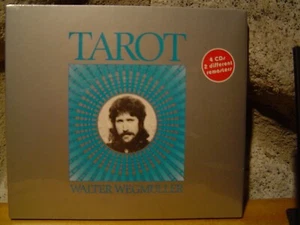 TAROT
4 CDs
2 different
remasters!
WALTER WEGMÜLLER